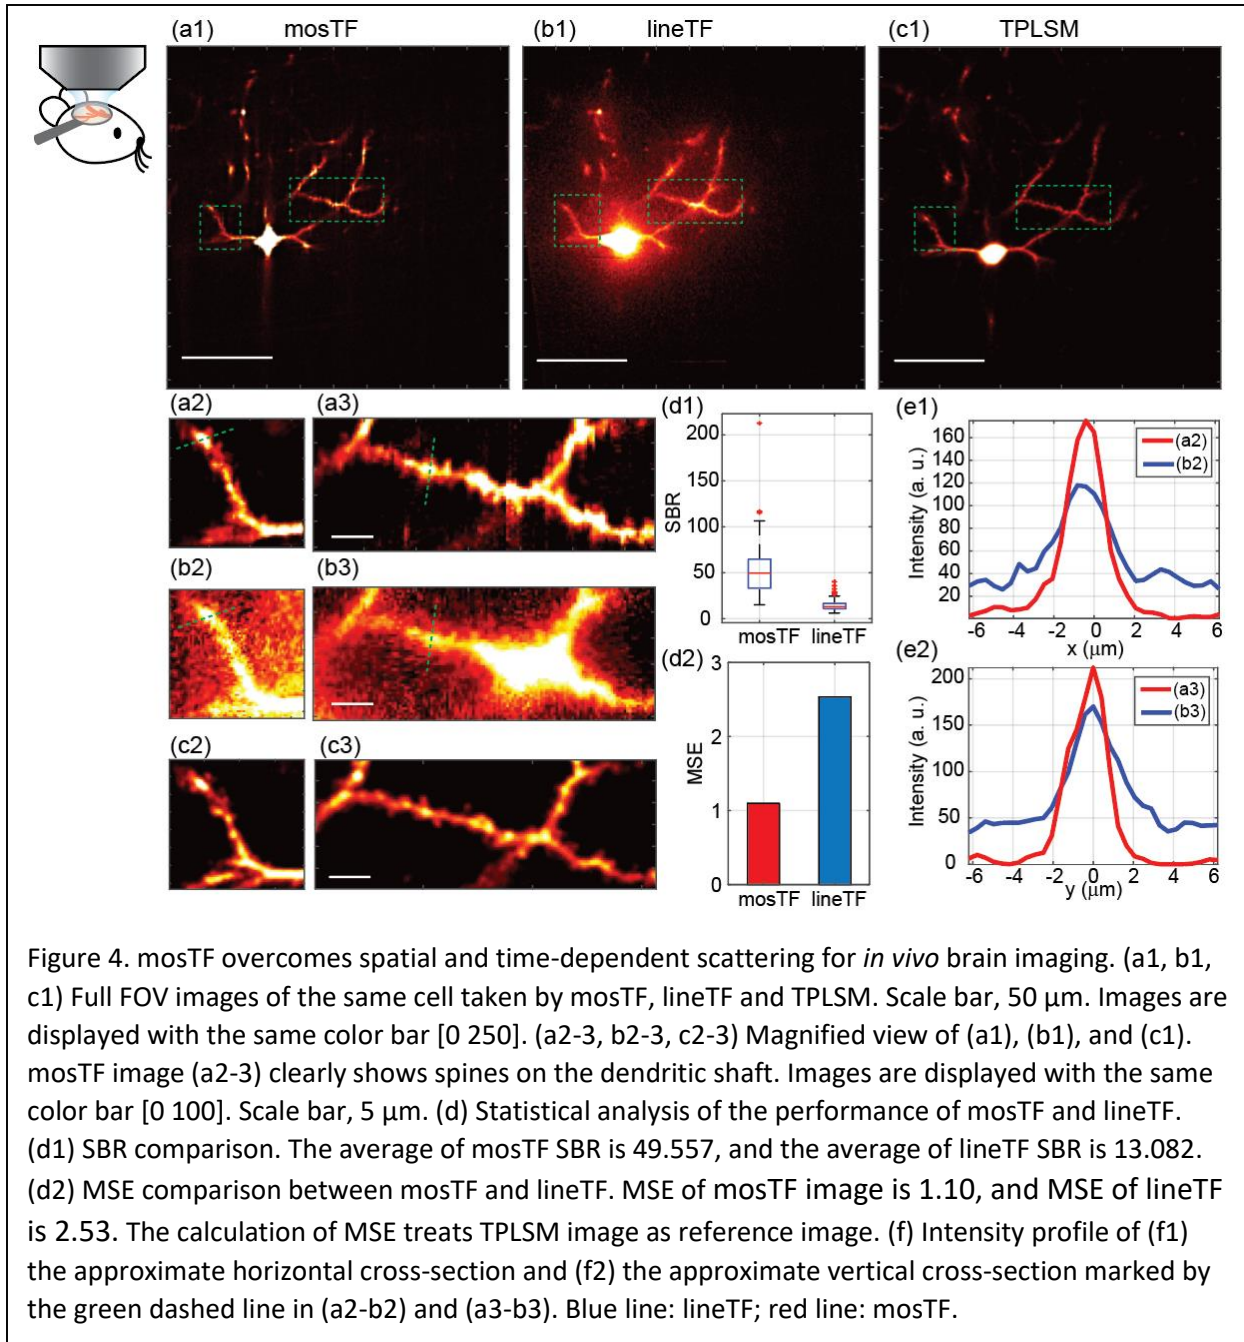 (a1) mosTF
(b1) lineTF
(c1) TPLSM
(a2)
(a3)
(b2)
(b3)
(c2)
(c3)
(d1)
200
150
100
50
0
SBR
mosTF lineTF
(d2)
3
2
1
0
MSE
mosTF lineTF
(e1)
160
140
120
100
80
60
40
20
Intensity (a. u.)
(a2)
(b2)
-6 -4 -2 0 2 4 6
x (μm)
(e2)
200
150
100
50
0
Intensity (a. u.)
(a3)
(b3)
-6 -4 -2 0 2 4 6
y (μm)
Figure 4. mosTF overcomes spatial and time-dependent scattering for in vivo brain imaging. (a1, b1,
c1) Full FOV images of the same cell taken by mosTF, lineTF and TPLSM. Scale bar, 50 μm. Images are
displayed with the same color bar [0 250]. (a2-3, b2-3, c2-3) Magnified view of (a1), (b1), and (c1).
mosTF image (a2-3) clearly shows spines on the dendritic shaft. Images are displayed with the same
color bar [0 100]. Scale bar, 5 μm. (d) Statistical analysis of the performance of mosTF and lineTF.
(d1) SBR comparison. The average of mosTF SBR is 49.557, and the average of lineTF SBR is 13.082.
(d2) MSE comparison between mosTF and lineTF. MSE of mosTF image is 1.10, and MSE of lineTF
is 2.53. The calculation of MSE treats TPLSM image as reference image. (f) Intensity profile of (f1)
the approximate horizontal cross-section and (f2) the approximate vertical cross-section marked by
the green dashed line in (a2-b2) and (a3-b3). Blue line: lineTF; red line: mosTF.